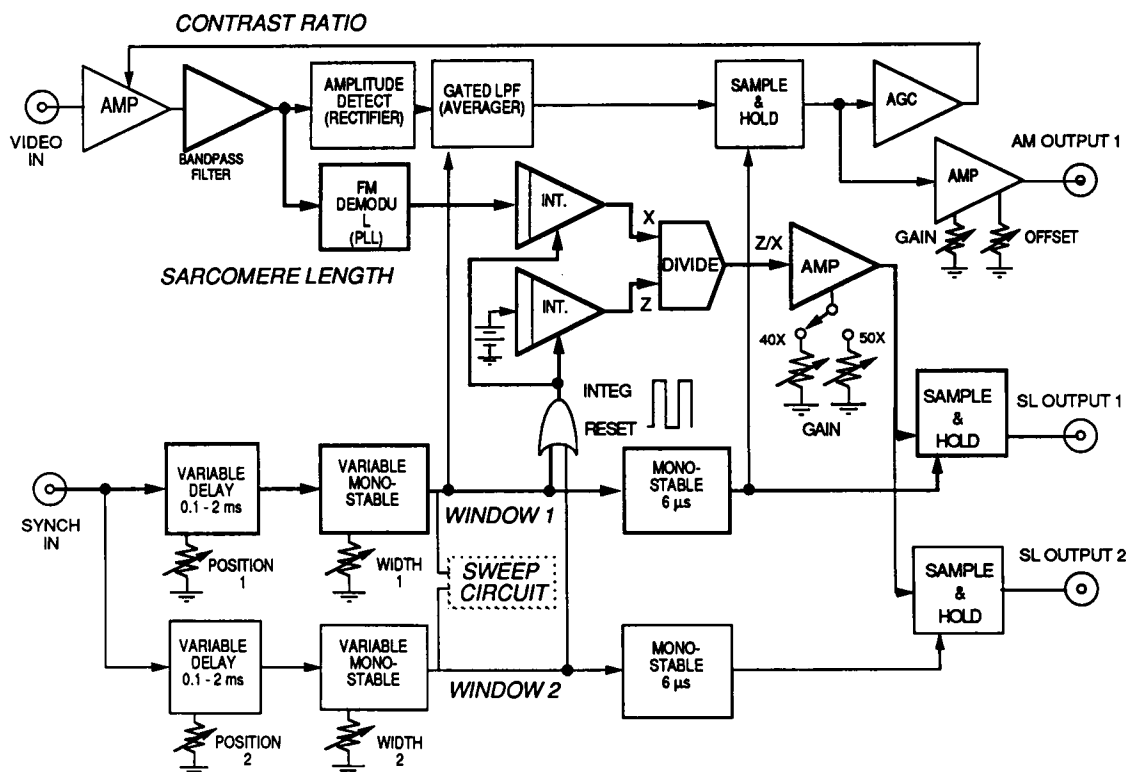 CONTRAST RATIO
AMP
VIDEO
IN
BANDPASS
FILTER
AMPLITUDE
DETECT
(RECTIFIER)
GATED LPF
(AVERAGER)
SAMPLE
&
HOLD
AGC
AM OUTPUT 1
AMP
GAIN
OFFSET
FM
DEMODU
L
(PLL)
INT.
X
DIVIDE
Z/X
AMP
SARCOMERE LENGTH
INT.
Z
40X
50X
GAIN
INTEG
RESET
SAMPLE
&
HOLD
SL OUTPUT 1
SYNCH
IN
VARIABLE
DELAY
0.1 - 2 ms
VARIABLE
MONO-
STABLE
WINDOW 1
MONO-
STABLE
6 µs
POSITION
1
WIDTH
1
SWEEP
CIRCUIT
SAMPLE
&
HOLD
SL OUTPUT 2
VARIABLE
DELAY
0.1 - 2 ms
VARIABLE
MONO-
STABLE
WINDOW 2
MONO-
STABLE
6 µs
POSITION
2
WIDTH
2